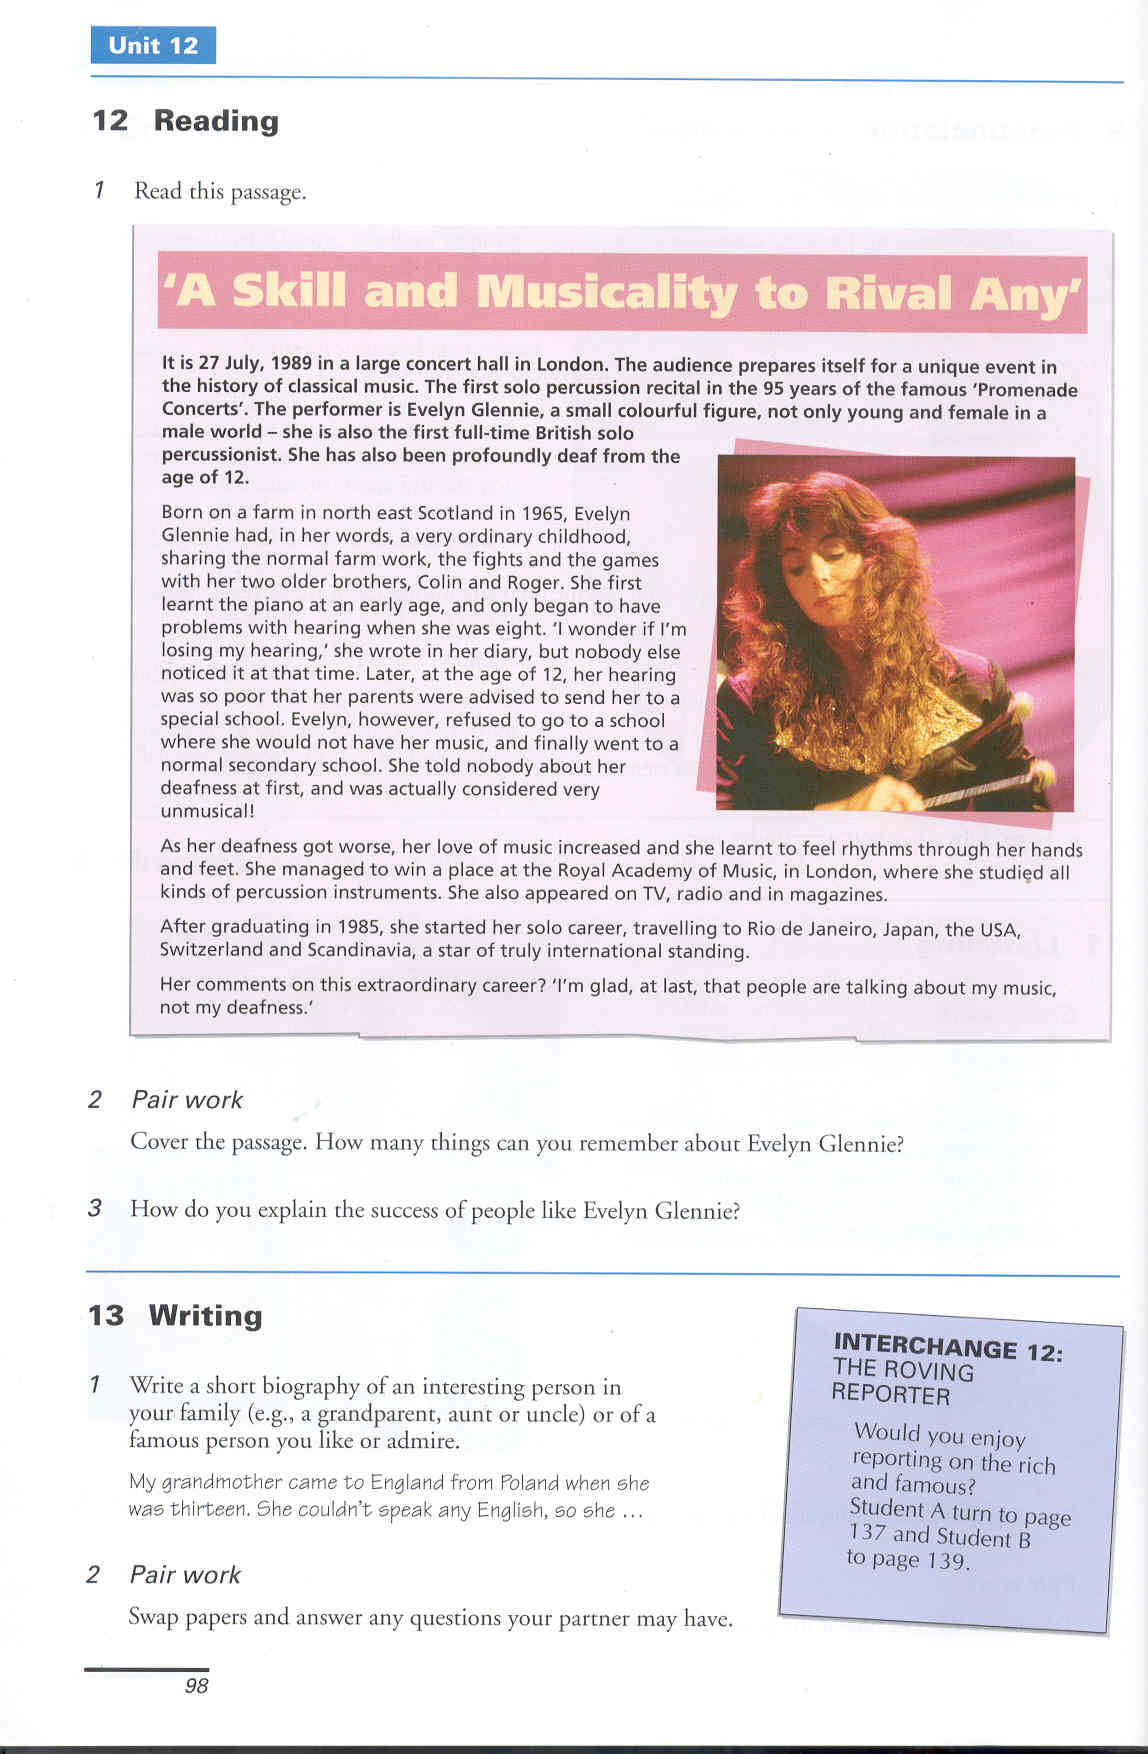 Unit 12
12 Reading
1 Read this passage.
'A Skill and Musicality to Rival Any'
It is 27 July, 1989 in a large concert hall in London. The audience prepares itself for a unique event in
the history of classical music. The first solo percussion recital in the 95 years of the famous 'Promenade
Concerts'. The performer is Evelyn Glennie, a small colourful figure, not only young and female in a
male world – she is also the first full-time British solo
percussionist. She has also been profoundly deaf from the
age of 12.
Born on a farm in north east Scotland in 1965, Evelyn
Glennie had, in her words, a very ordinary childhood,
sharing the normal farm work, the fights and the games
with her two older brothers, Colin and Roger. She first
learnt the piano at an early age, and only began to have
problems with hearing when she was eight. 'I wonder if I'm
losing my hearing,' she wrote in her diary, but nobody else
noticed it at that time. Later, at the age of 12, her hearing
was so poor that her parents were advised to send her to a
special school. Evelyn, however, refused to go to a school
where she would not have her music, and finally went to a
normal secondary school. She told nobody about her
deafness at first, and was actually considered very
unmusical!
As her deafness got worse, her love of music increased and she learnt to feel rhythms through her hands
and feet. She managed to win a place at the Royal Academy of Music, in London, where she studied all
kinds of percussion instruments. She also appeared on TV, radio and in magazines.
After graduating in 1985, she started her solo career, travelling to Rio de Janeiro, Japan, the USA,
Switzerland and Scandinavia, a star of truly international standing.
Her comments on this extraordinary career? 'I'm glad, at last, that people are talking about my music,
not my deafness.'
2 Pair work
Cover the passage. How many things can you remember about Evelyn Glennie?
3 How do you explain the success of people like Evelyn Glennie?
13 Writing
1 Write a short biography of an interesting person in
your family (e.g., a grandparent, aunt or uncle) or of a
famous person you like or admire.
My grandmother came to England from Poland when she
was thirteen. She couldn't speak any English, so she ...
2 Pair work
Swap papers and answer any questions your partner may have.
INTERCHANGE 12:
THE ROVING
REPORTER
Would you enjoy
reporting on the rich
and famous?
Student A turn to page
137 and Student B
to page 139.
98